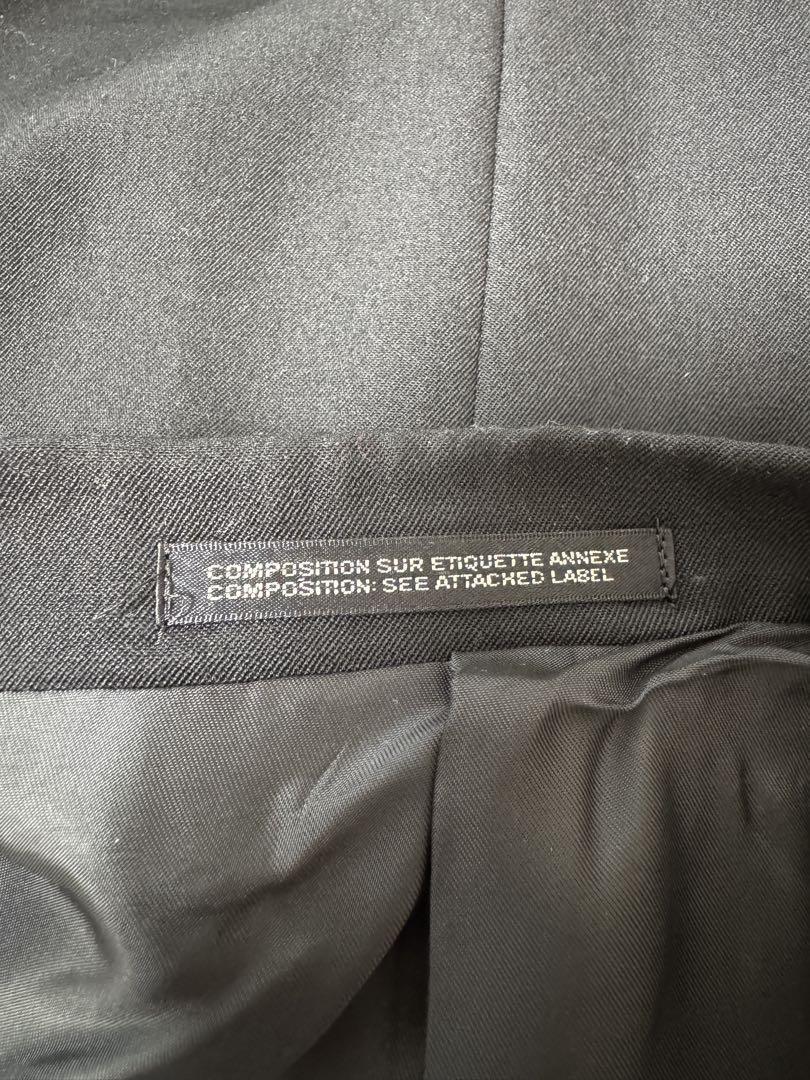 COMPOSITION SUR ETIQUETTE ANNEXE
COMPOSITION: SEE ATTACHED LABEL